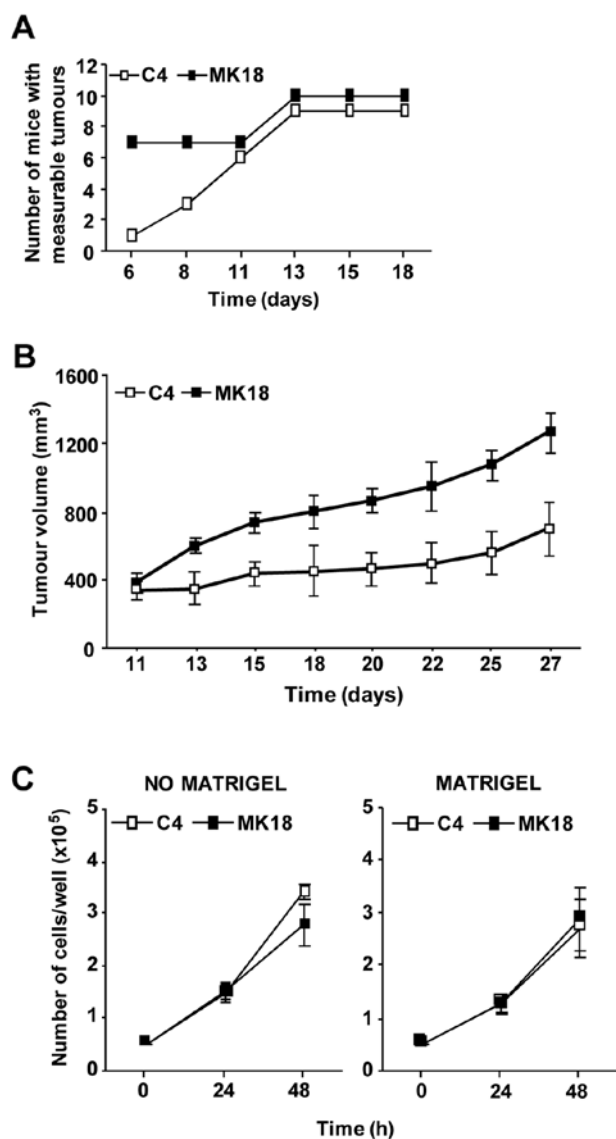 A
C4 MK18
Number of mice with
measurable tumours
12
10
8
6
4
2
0
6 8 11 13 15 18
Time (days)
B
C4 MK18
Tumour volume (mm³)
1600
1200
800
400
0
11 13 15 18 20 22 25 27
Time (days)
C
NO MATRIGEL MATRIGEL
C4 C4
MK18 MK18
Number of cells/well (x10⁵)
5 5
3 3
2 2
1 1
0 0
0 24 48 0 24 48
Time (h)